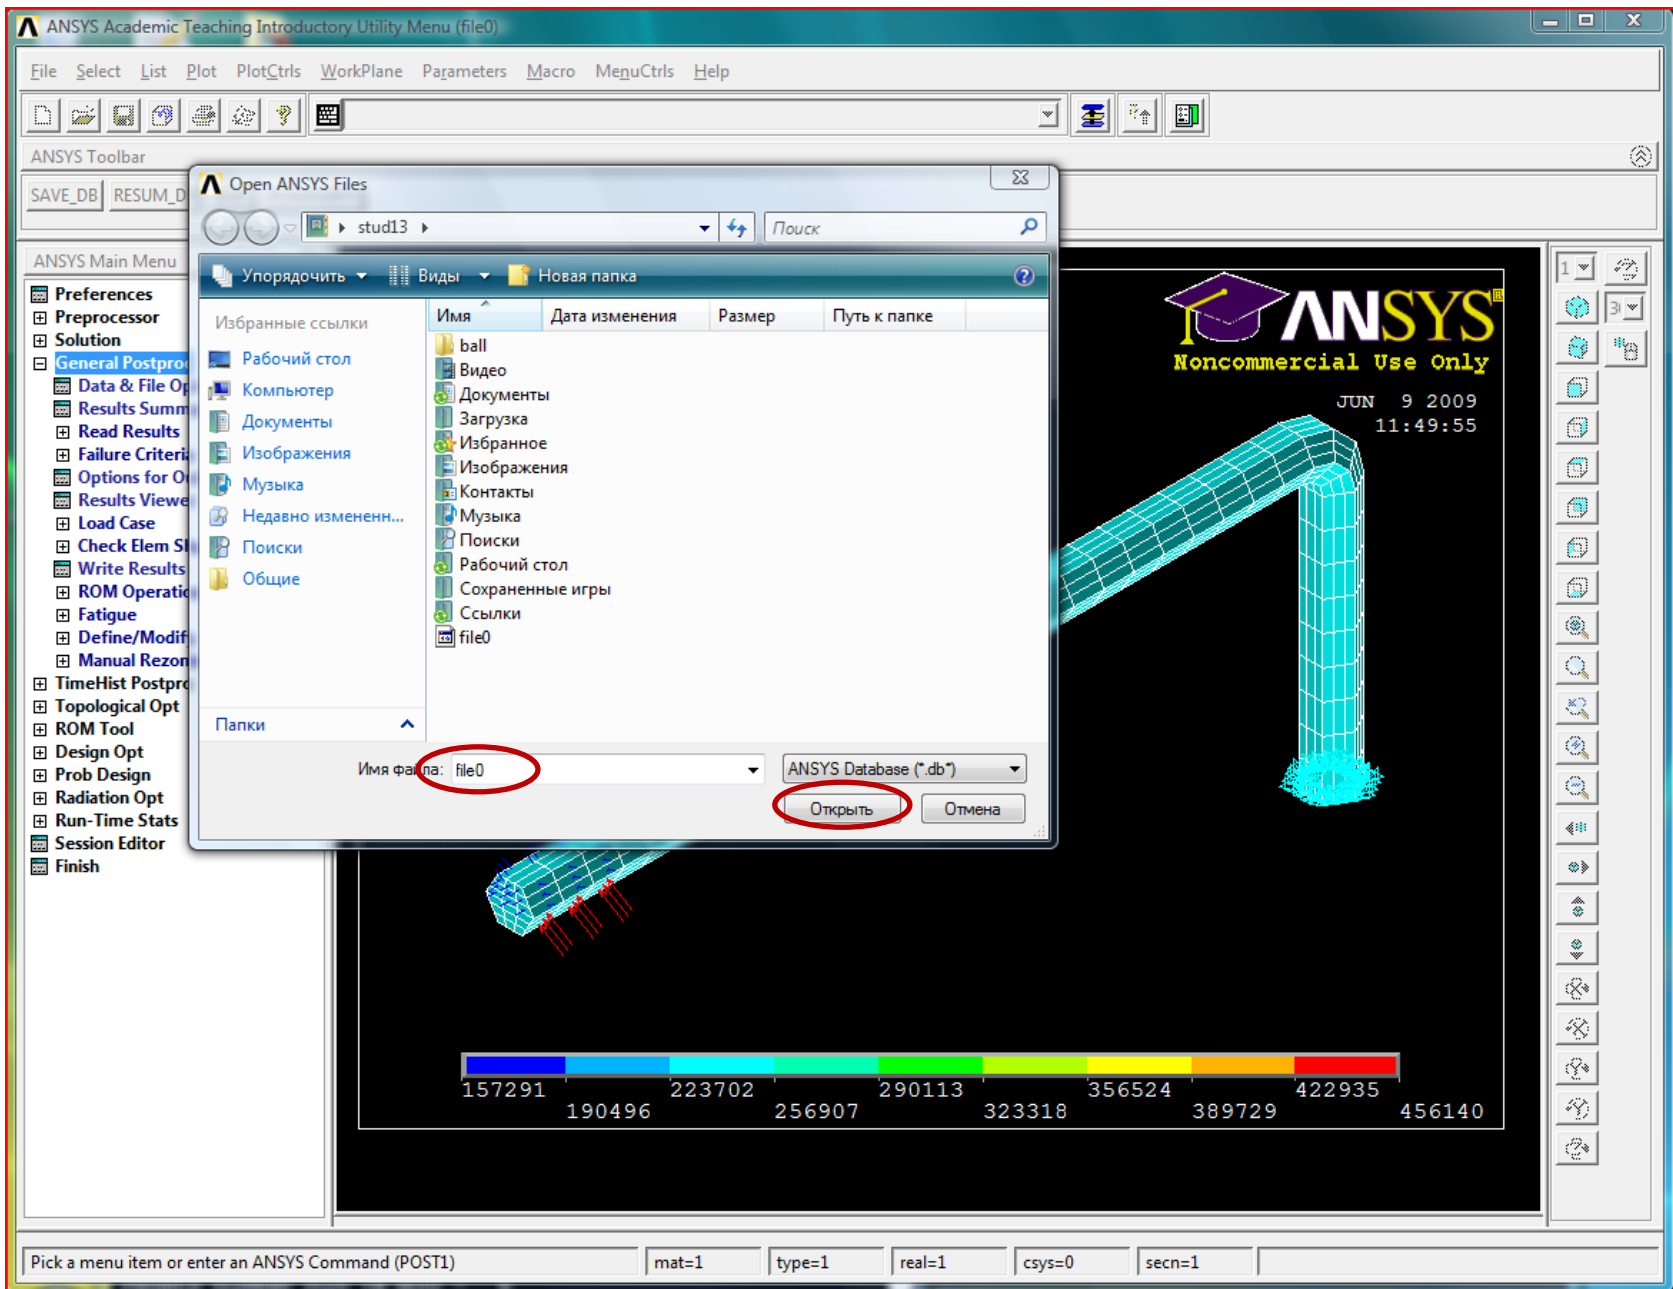 ANSYS Academic Teaching Introductory Utility Menu (file0)
File Select List Plot PlotCtrls WorkPlane Parameters Macro MenuCtrls Help
ANSYS Toolbar
SAVE_DB RESUM_D
Open ANSYS Files
stud13
Поиск
Упорядочить Виды Новая папка
Избранные ссылки
Рабочий стол
Компьютер
Документы
Изображения
Музыка
Недавно измененн...
Поиски
Общие
Папки
Имя Дата изменения Размер Путь к папке
ball
Видео
Документы
Загрузка
Избранное
Изображения
Контакты
Музыка
Поиски
Рабочий стол
Сохраненные игры
Ссылки
file0
Имя файла: file0 ANSYS Database (*.db*)
Открыть Отмена
ANSYS Main Menu
Preferences
Preprocessor
Solution
General Postproc
Data & File Op
Results Summ
Read Results
Failure Criteria
Options for Ou
Results Viewe
Load Case
Check Elem Sh
Write Results
ROM Operatio
Fatigue
Define/Modify
Manual Rezon
TimeHist Postpro
Topological Opt
ROM Tool
Design Opt
Prob Design
Radiation Opt
Run-Time Stats
Session Editor
Finish
ANSYS®
Noncommercial Use Only
JUN 9 2009
11:49:55
1
157291 223702 290113 356524 422935
190496 256907 323318 389729 456140
Pick a menu item or enter an ANSYS Command (POST1) mat=1 type=1 real=1 csys=0 secn=1